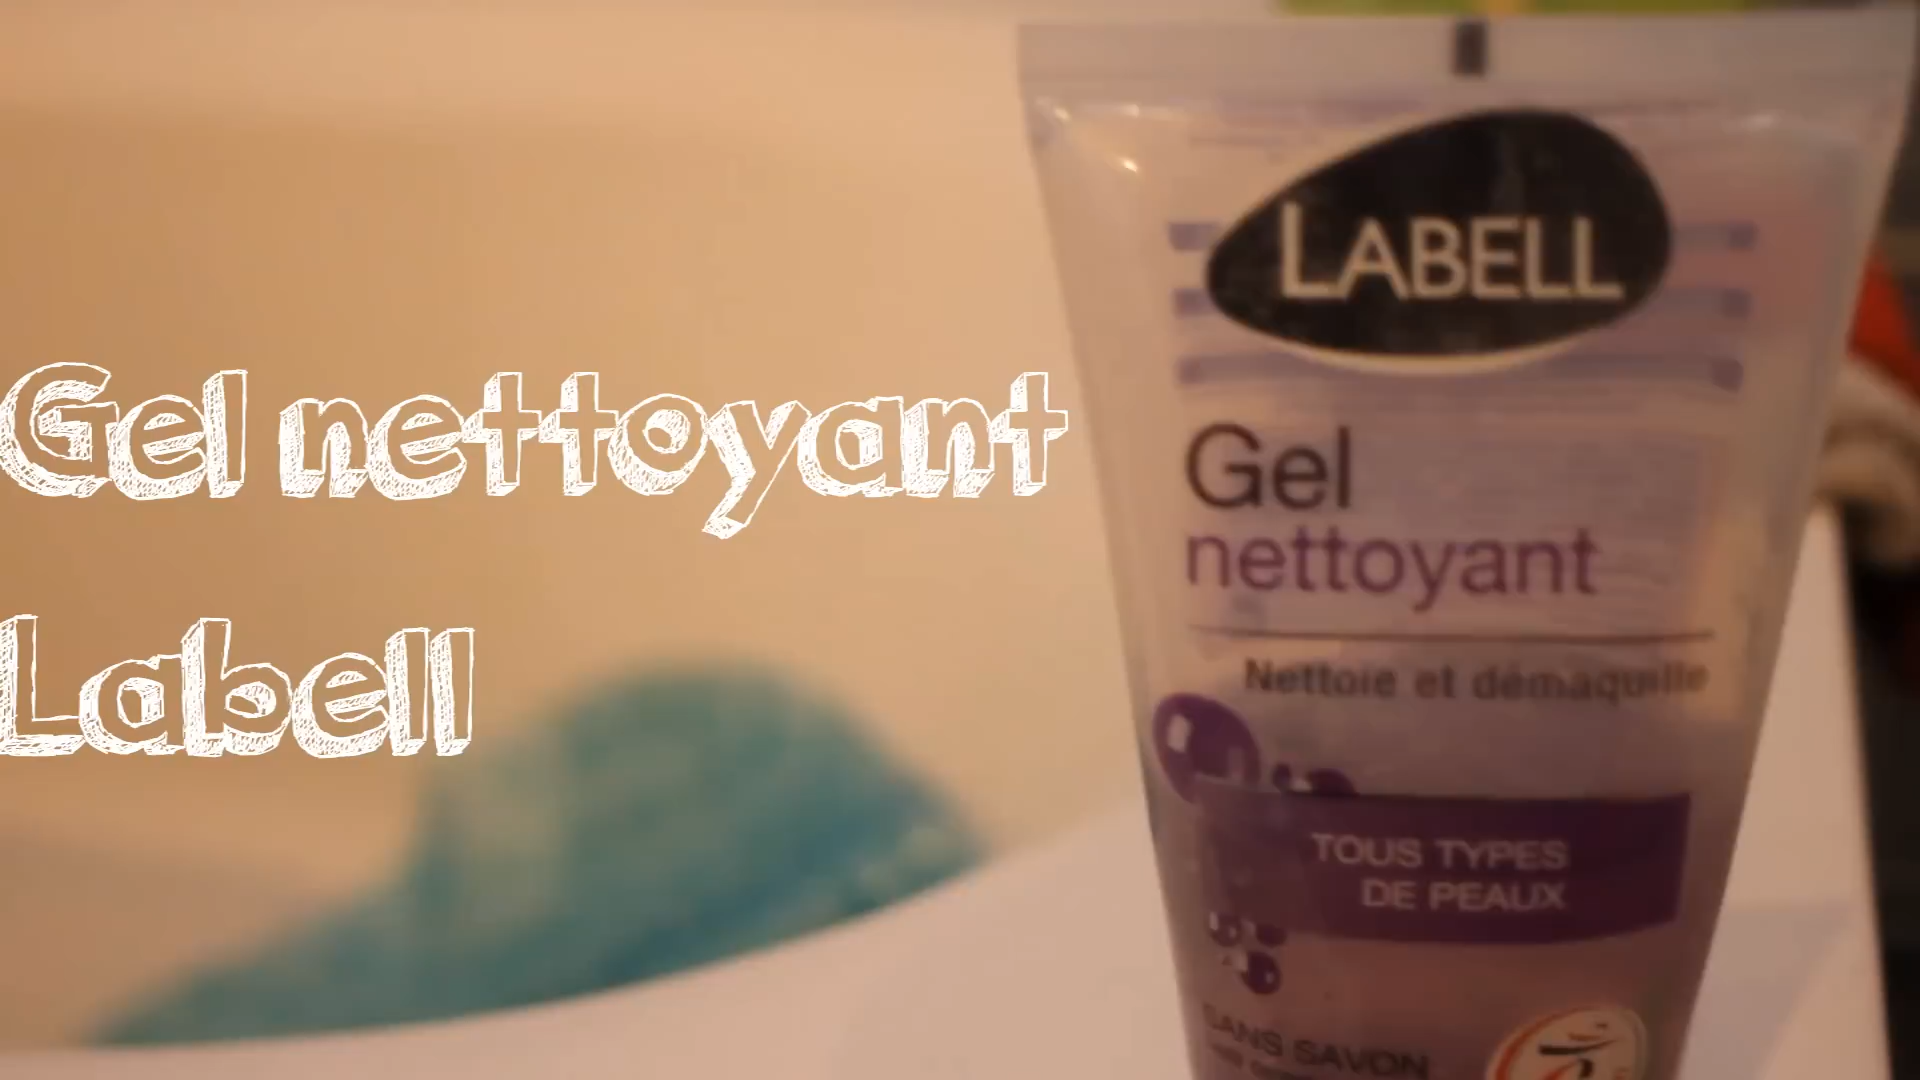 Gel nettoyant
Labell
LABELL
Gel
nettoyant
Nettoie et démaquille
TOUS TYPES
DE PEAUX
SANS SAVON